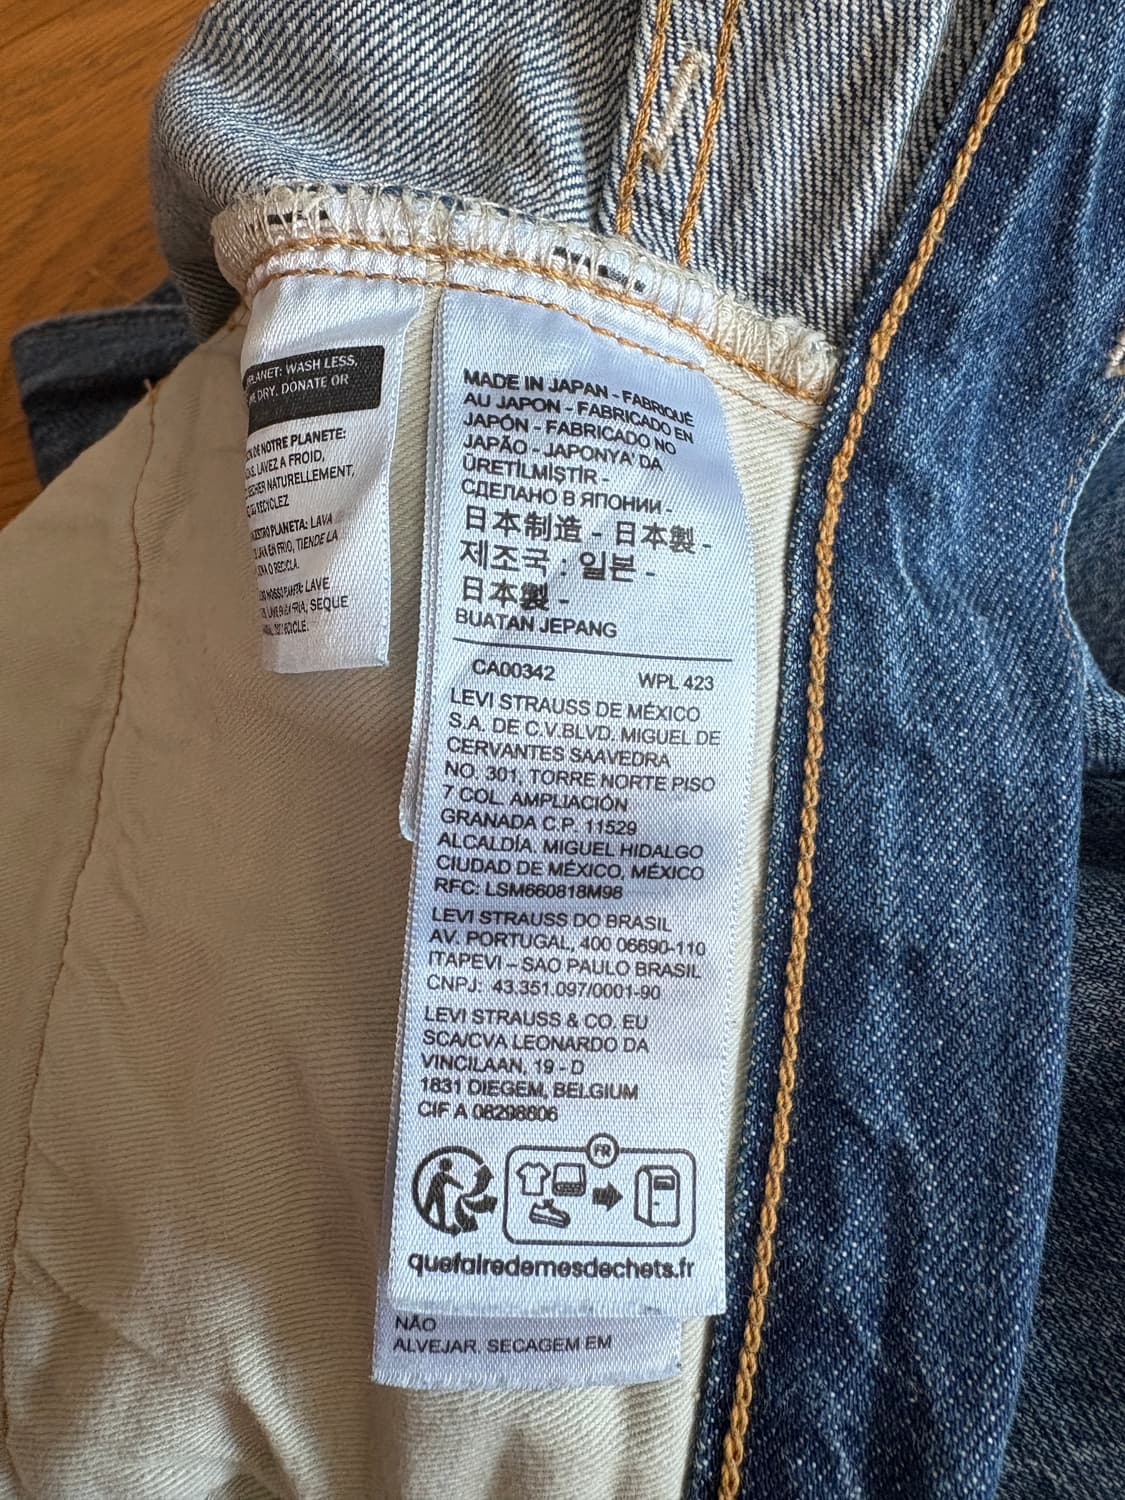 PLANET: WASH LESS,
DRY. DONATE OR
DE NOTRE PLANETE:
LAVEZ A FROID,
NATURELLEMENT,
RECYCLEZ
PLANETA: LAVA
EN FRIO, TIENDE LA
O RECICLA.
LAVE
SEQUE
MADE IN JAPAN - FABRIQUÉ
AU JAPON - FABRICADO EN
JAPÓN - FABRICADO NO
JAPÃO - JAPONYA' DA
ÜRETİLMİŞTİR -
СДЕЛАНО В ЯПОНИИ -
日本制造 - 日本製 -
제조국 : 일본 -
日本製 -
BUATAN JEPANG
CA00342 WPL 423
LEVI STRAUSS DE MÉXICO
S.A. DE C.V.BLVD. MIGUEL DE
CERVANTES SAAVEDRA
NO. 301, TORRE NORTE PISO
7 COL. AMPLIACIÓN
GRANADA C.P. 11529
ALCALDÍA. MIGUEL HIDALGO
CIUDAD DE MÉXICO, MÉXICO
RFC: LSM660818M98
LEVI STRAUSS DO BRASIL
AV. PORTUGAL, 400 06690-110
ITAPEVI – SAO PAULO BRASIL
CNPJ: 43.351.097/0001-90
LEVI STRAUSS & CO. EU
SCA/CVA LEONARDO DA
VINCILAAN, 19 - D
1831 DIEGEM, BELGIUM
CIF A 08298806
FR
quefairedemesdechets.fr
NÃO
ALVEJAR. SECAGEM EM